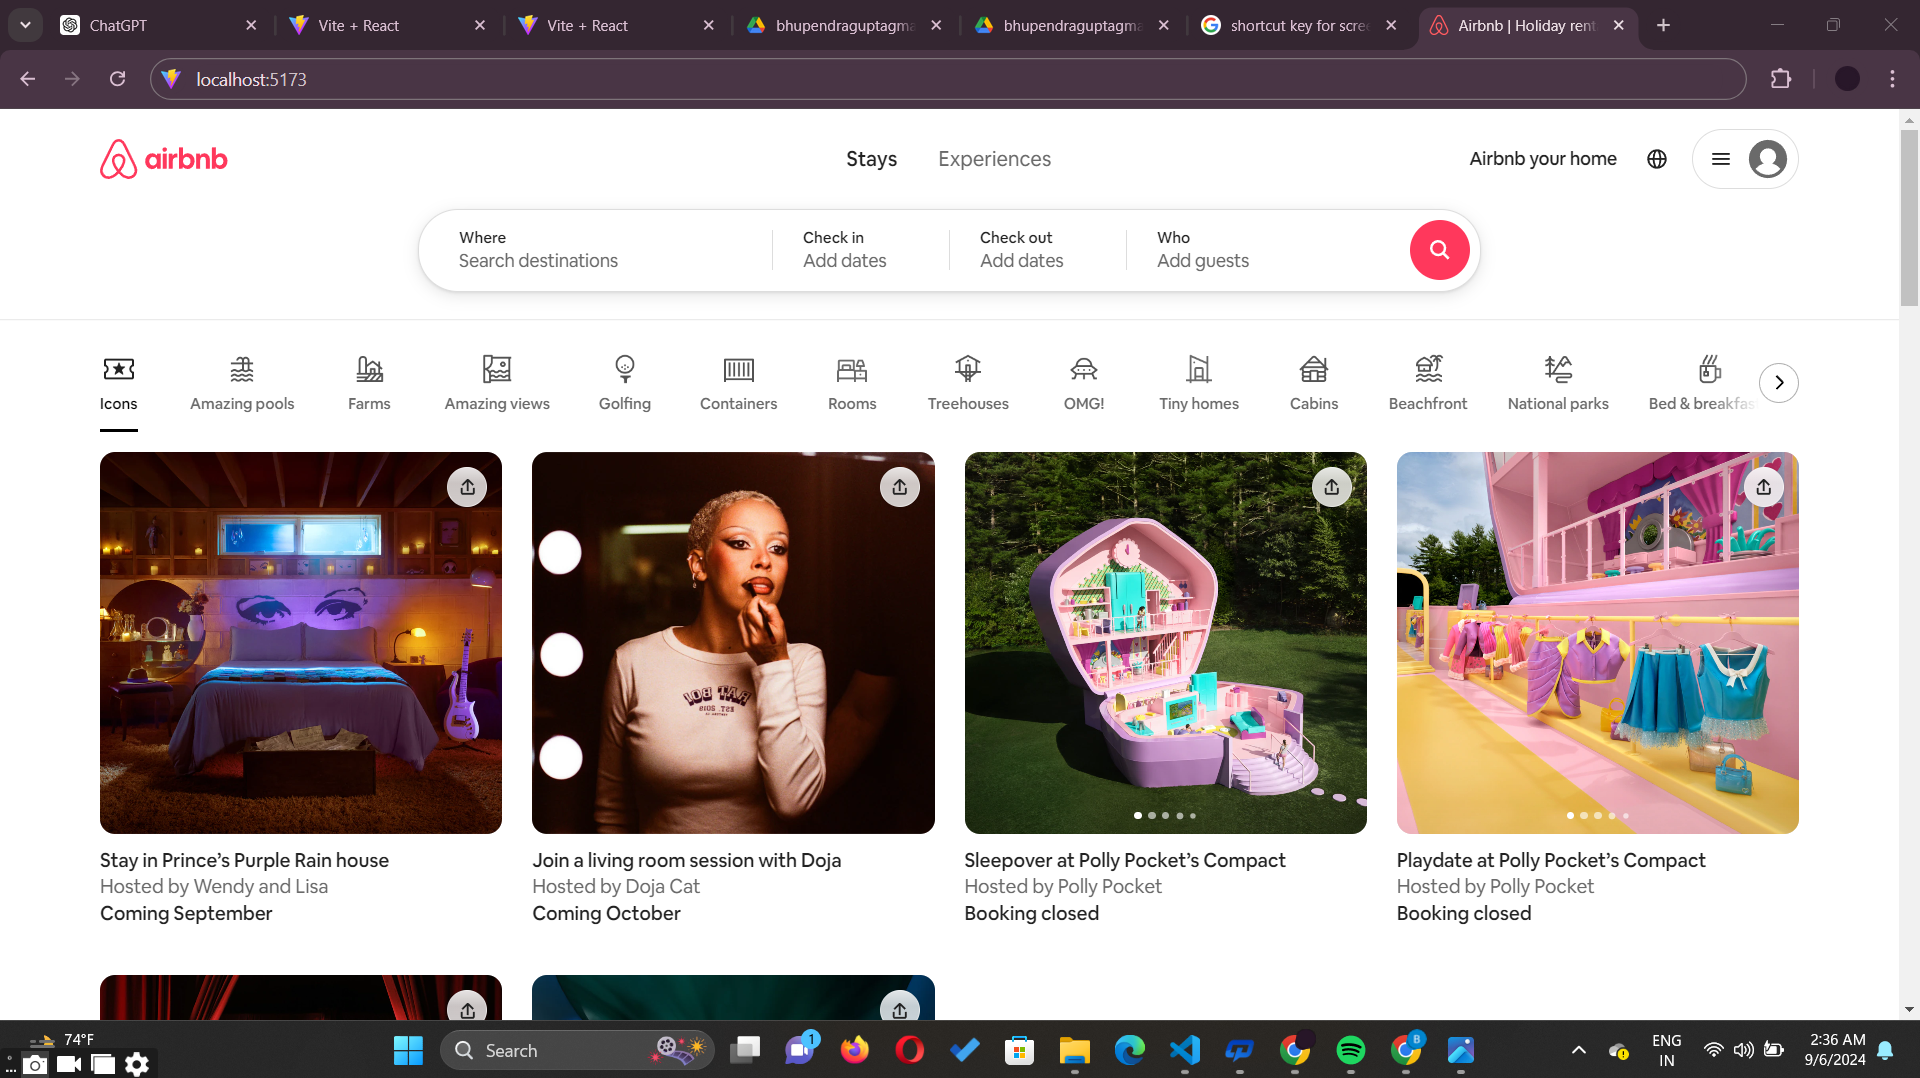 ChatGPT
Vite + React
Vite + React
bhupendraguptagma
bhupendraguptagma
shortcut key for scree
Airbnb | Holiday rent
localhost:5173
airbnb
Stays Experiences
Airbnb your home
Where Check in Check out Who
Search destinations Add dates Add dates Add guests
Icons Amazing pools Farms Amazing views Golfing Containers Rooms Treehouses OMG! Tiny homes Cabins Beachfront National parks Bed & breakfas
Stay in Prince’s Purple Rain house
Hosted by Wendy and Lisa
Coming September
Join a living room session with Doja
Hosted by Doja Cat
Coming October
Sleepover at Polly Pocket’s Compact
Hosted by Polly Pocket
Booking closed
Playdate at Polly Pocket’s Compact
Hosted by Polly Pocket
Booking closed
74°F
Search
1
B
ENG
IN
2:36 AM
9/6/2024